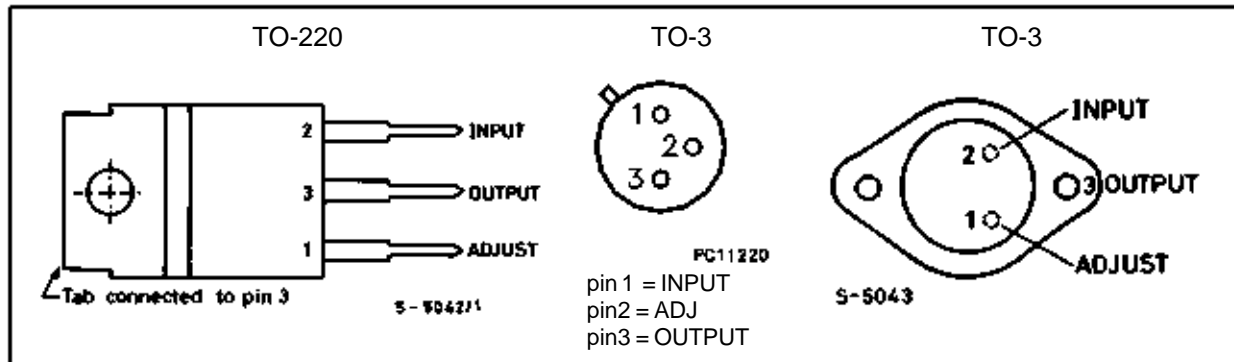 TO-220
2
INPUT
3
OUTPUT
1
ADJUST
Tab connected to pin 3
S-5042/1
TO-3
1
2
3
PC11220
pin 1 = INPUT
pin2 = ADJ
pin3 = OUTPUT
TO-3
INPUT
2
3 OUTPUT
1
ADJUST
S-5043